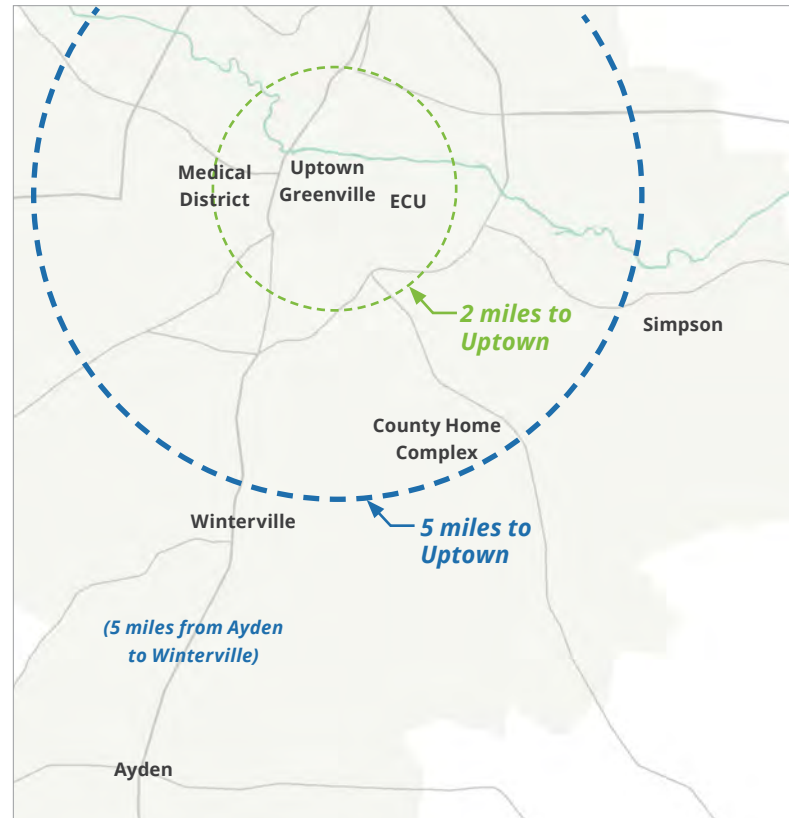 Medical
District
Uptown
Greenville
ECU
2 miles to
Uptown
Simpson
County Home
Complex
Winterville
5 miles to
Uptown
(5 miles from Ayden
to Winterville)
Ayden